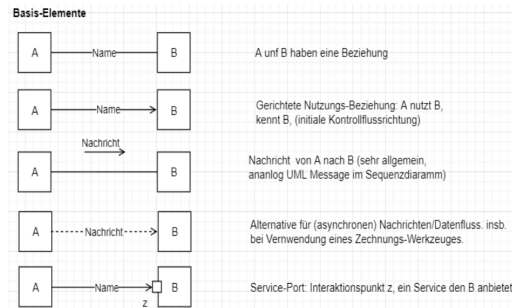 Basis-Elemente
A Name B A unf B haben eine Beziehung
A Name B Gerichtete Nutzungs-Beziehung: A nutzt B,
kennt B, (initiale Kontrollflussrichtung)
Nachricht
A B Nachricht von A nach B (sehr allgemein,
ananlog UML Message im Sequenzdiaramm)
A Nachricht B Alternative für (asynchronen) Nachrichten/Datenfluss. insb.
bei Vernwendung eines Zechnungs-Werkzeuges.
A Name B Service-Port: Interaktionspunkt z, ein Service den B anbietet
z